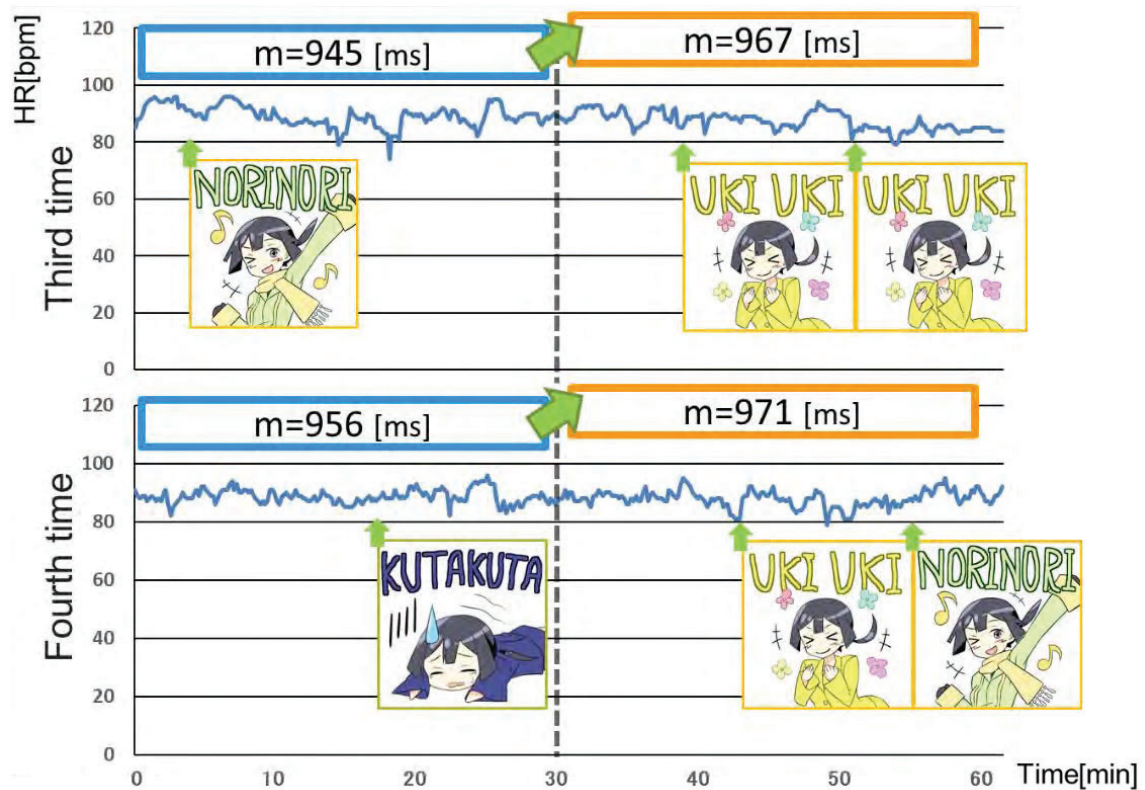 HR[bpm]
Third time
120
100
80
60
40
20
0
m=945 [ms]
m=967 [ms]
NORINORI
UKI UKI
UKI UKI
Fourth time
120
100
80
60
40
20
0
m=956 [ms]
m=971 [ms]
KUTAKUTA
UKI UKI
NORINORI
0 10 20 30 40 50 60 Time[min]